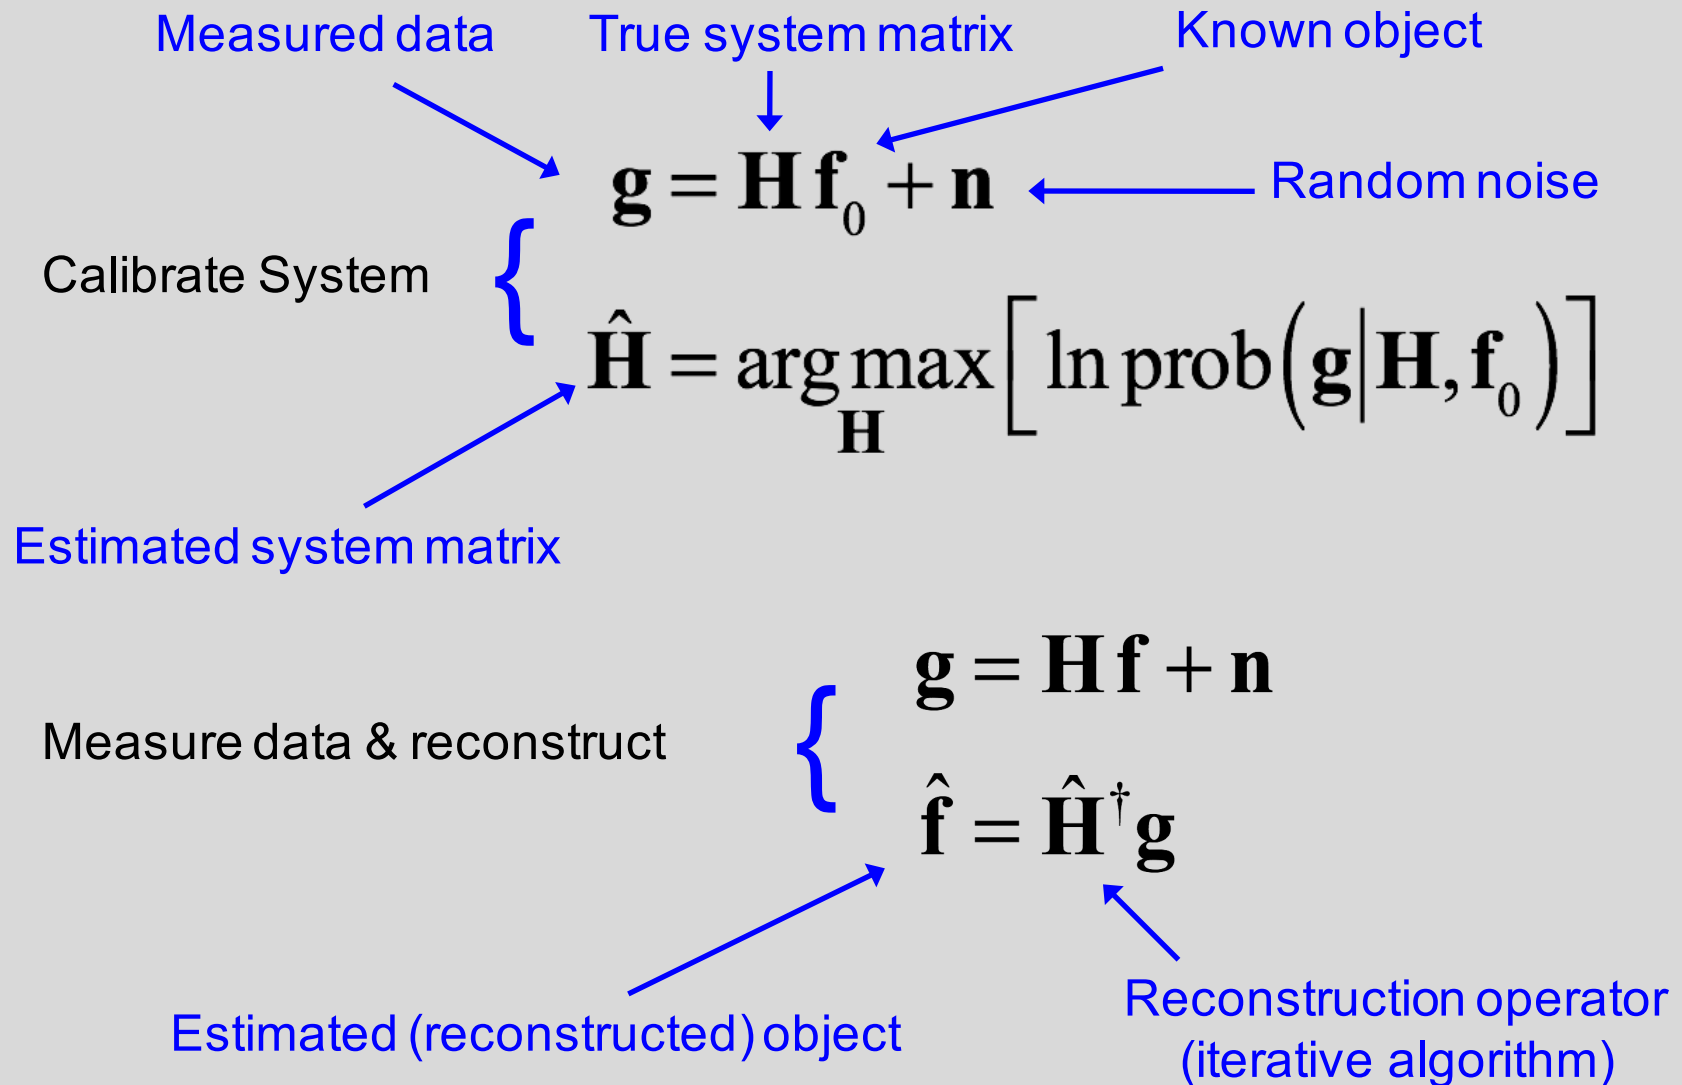 Measured data
True system matrix
Known object
g = H f₀ + n
Random noise
Calibrate System
{
Ĥ = arg max [ ln prob ( g | H, f₀ ) ]
H
Estimated system matrix
g = H f + n
Measure data & reconstruct
{
f̂ = Ĥ† g
Estimated (reconstructed) object
Reconstruction operator
(iterative algorithm)